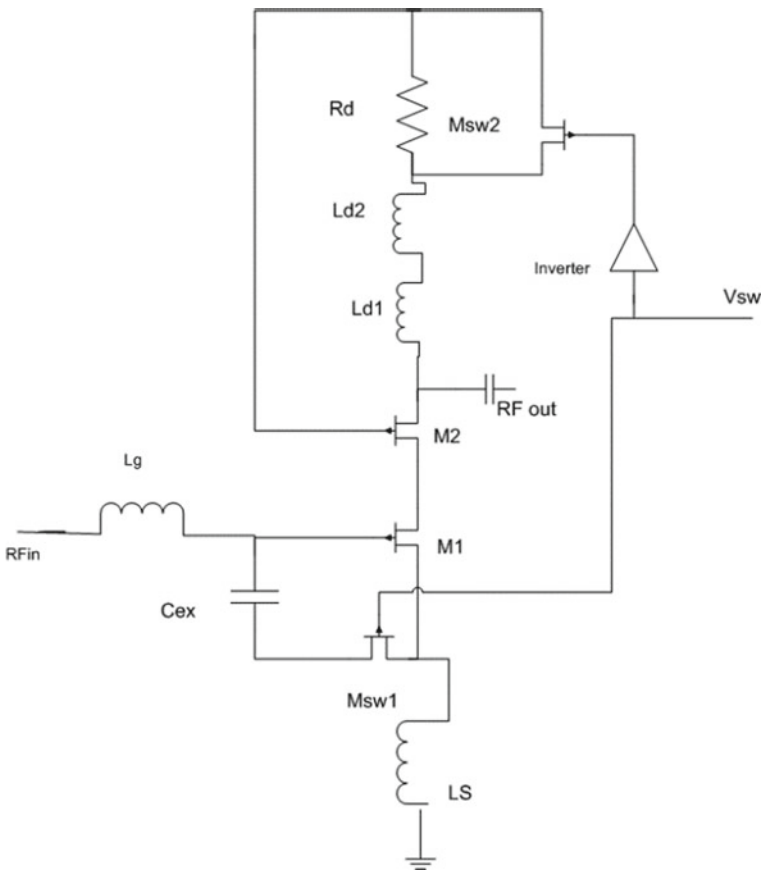 Rd
Msw2
Ld2
Inverter
Vsw
Ld1
RF out
M2
Lg
RFin
M1
Cex
Msw1
LS